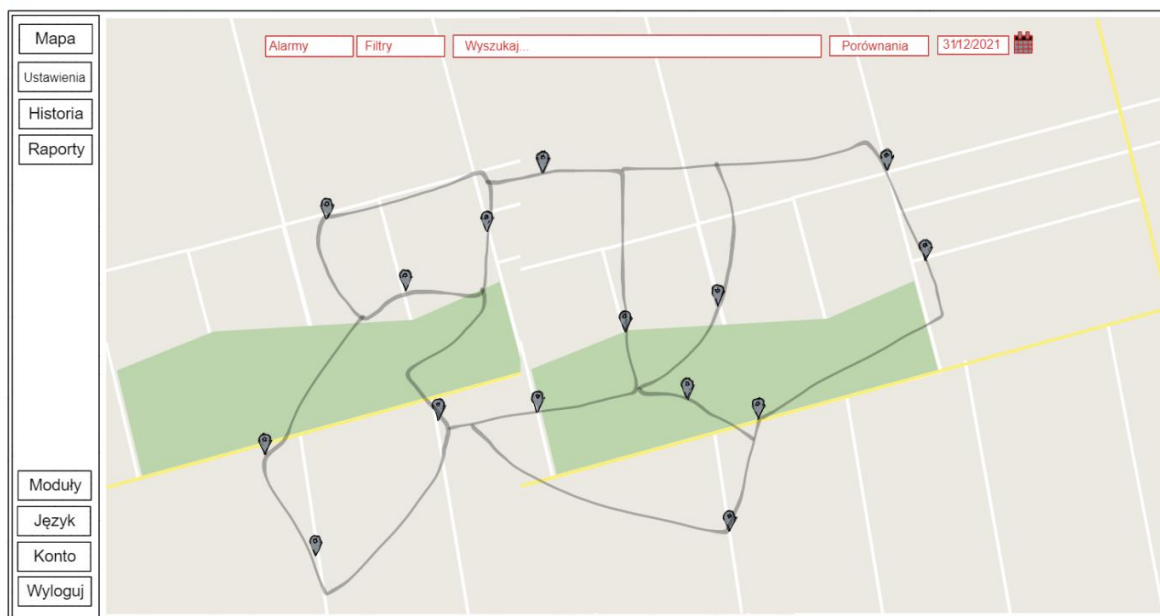 Mapa
Ustawienia
Historia
Raporty
Alarmy
Filtry
Wyszukaj...
Porównania
31/12/2021
Moduły
Język
Konto
Wyloguj